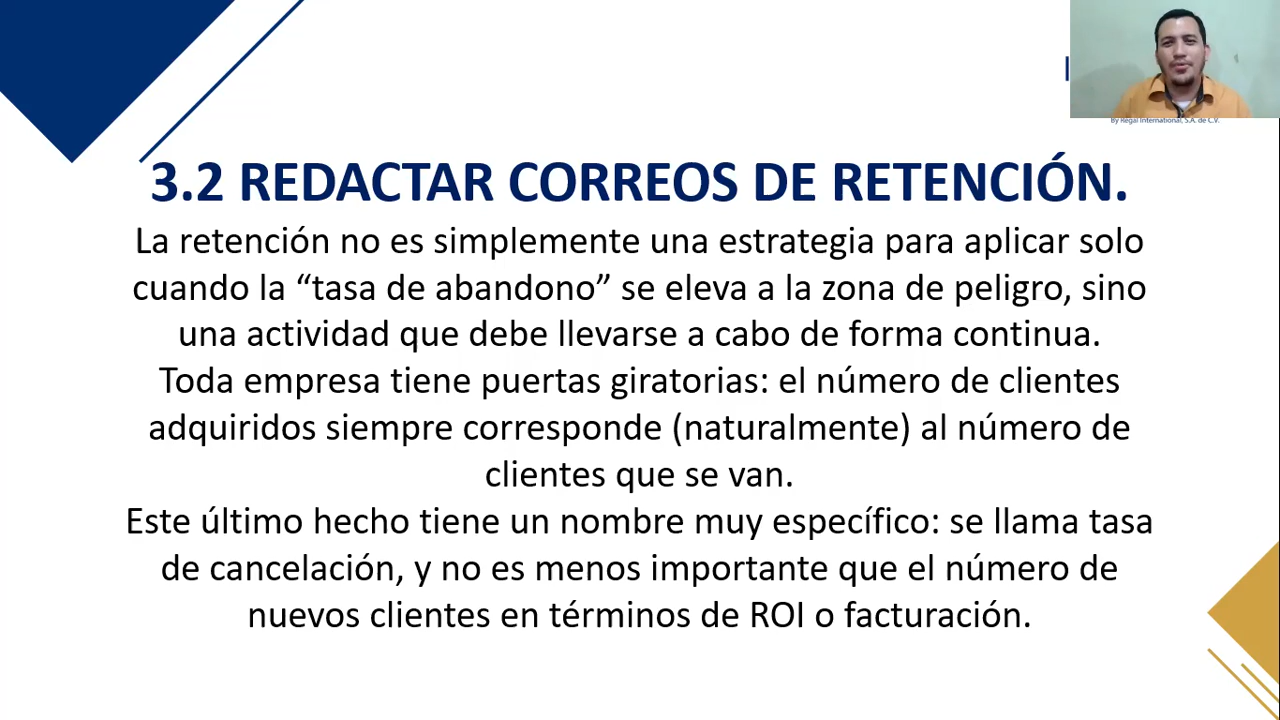 By Regal International, S.A. de C.V.
3.2 REDACTAR CORREOS DE RETENCIÓN.
La retención no es simplemente una estrategia para aplicar solo
cuando la “tasa de abandono” se eleva a la zona de peligro, sino
una actividad que debe llevarse a cabo de forma continua.
Toda empresa tiene puertas giratorias: el número de clientes
adquiridos siempre corresponde (naturalmente) al número de
clientes que se van.
Este último hecho tiene un nombre muy específico: se llama tasa
de cancelación, y no es menos importante que el número de
nuevos clientes en términos de ROI o facturación.